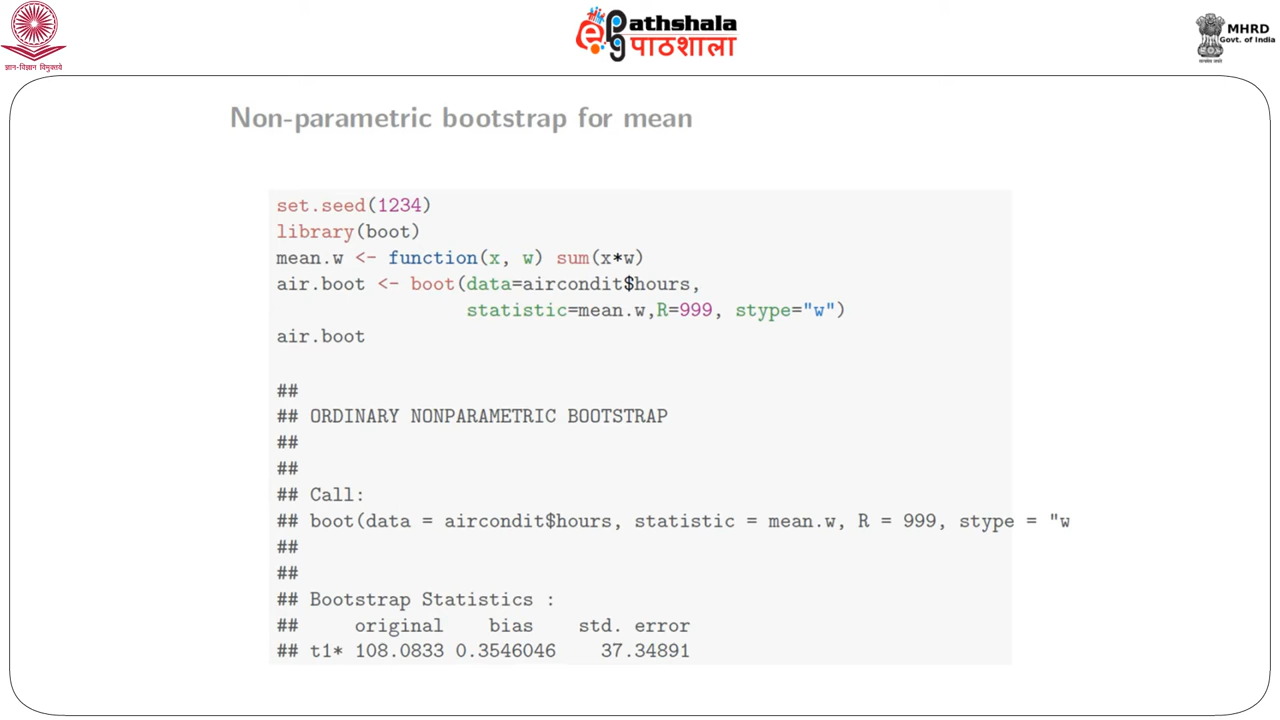 ज्ञान-विज्ञान विमुक्तये
ePG Pathshala
पाठशाला
MHRD
Govt. of India
Non-parametric bootstrap for mean
set.seed(1234)
library(boot)
mean.w <- function(x, w) sum(x*w)
air.boot <- boot(data=aircondit$hours,
statistic=mean.w,R=999, stype="w")
air.boot
##
## ORDINARY NONPARAMETRIC BOOTSTRAP
##
##
## Call:
## boot(data = aircondit$hours, statistic = mean.w, R = 999, stype = "w
##
##
## Bootstrap Statistics :
## original bias std. error
## t1* 108.0833 0.3546046 37.34891